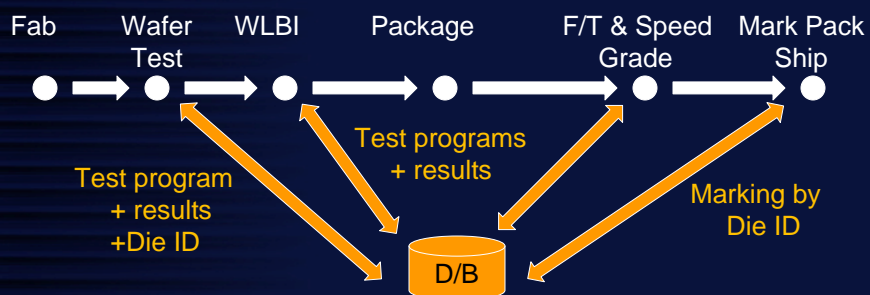 Fab
Wafer
Test
WLBI
Package
F/T & Speed
Grade
Mark Pack
Ship
Test program
+ results
+Die ID
Test programs
+ results
Marking by
Die ID
D/B